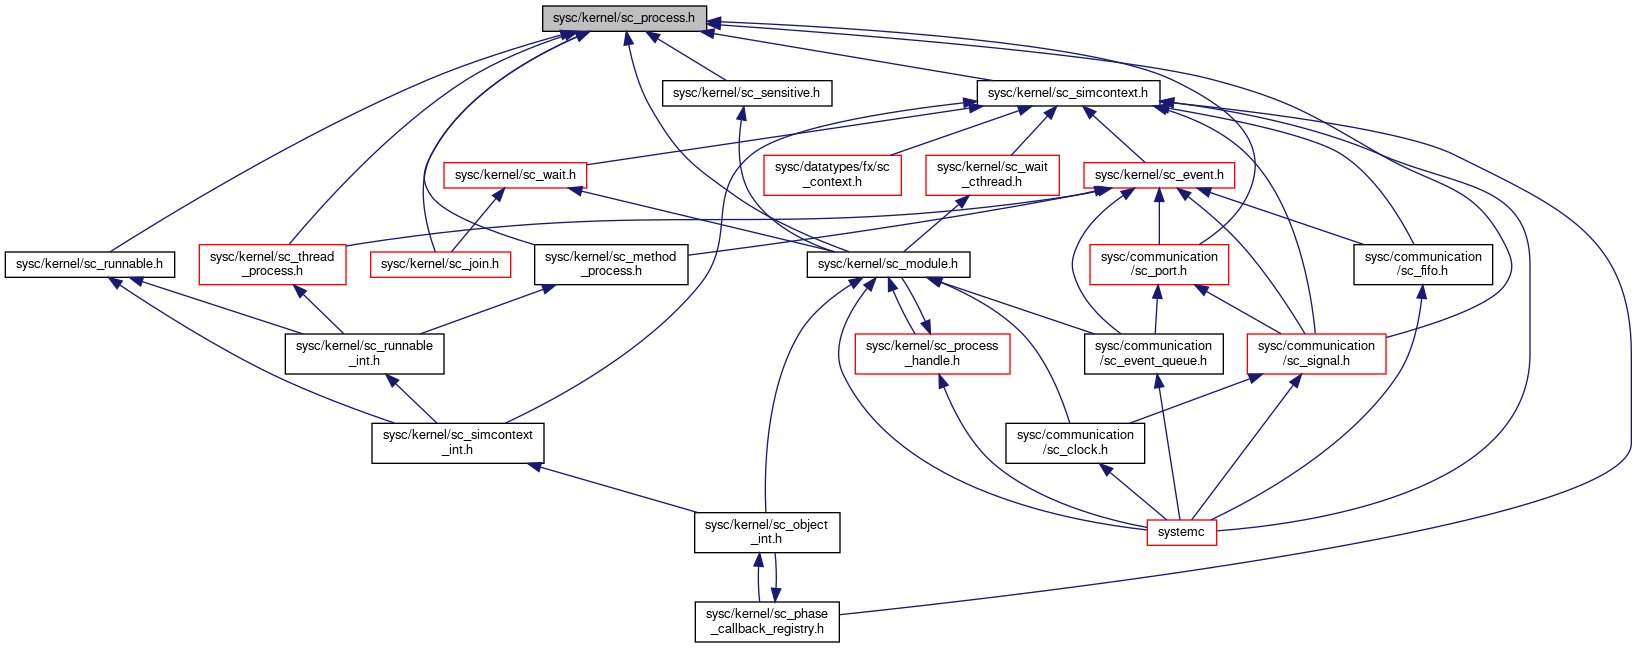 sysc/kernel/sc_process.h
sysc/kernel/sc_sensitive.h
sysc/kernel/sc_simcontext.h
sysc/kernel/sc_wait.h
sysc/datatypes/fx/sc
_context.h
sysc/kernel/sc_wait
_cthread.h
sysc/kernel/sc_event.h
sysc/kernel/sc_runnable.h
sysc/kernel/sc_thread
_process.h
sysc/kernel/sc_join.h
sysc/kernel/sc_method
_process.h
sysc/kernel/sc_module.h
sysc/communication
/sc_port.h
sysc/communication
/sc_fifo.h
sysc/kernel/sc_runnable
_int.h
sysc/kernel/sc_process
_handle.h
sysc/communication
/sc_event_queue.h
sysc/communication
/sc_signal.h
sysc/kernel/sc_simcontext
_int.h
sysc/communication
/sc_clock.h
sysc/kernel/sc_object
_int.h
systemc
sysc/kernel/sc_phase
_callback_registry.h